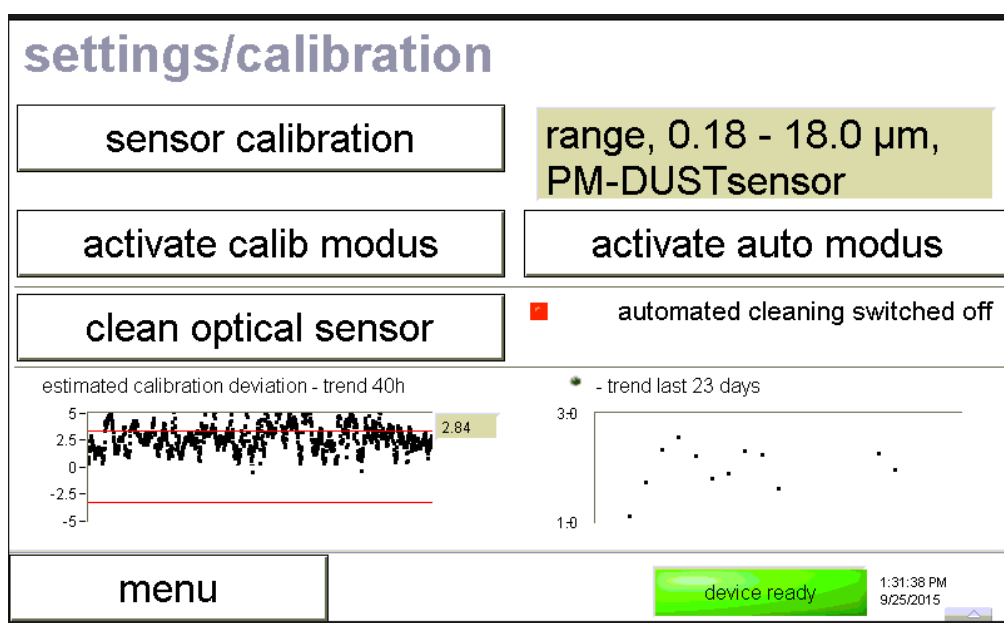 settings/calibration
sensor calibration
range, 0.18 - 18.0 µm,
PM-DUSTsensor
activate calib modus
activate auto modus
clean optical sensor
automated cleaning switched off
estimated calibration deviation - trend 40h
- trend last 23 days
5
2.5
0
-2.5
-5
2.84
3.0
1.0
menu
device ready
1:31:38 PM
9/25/2015